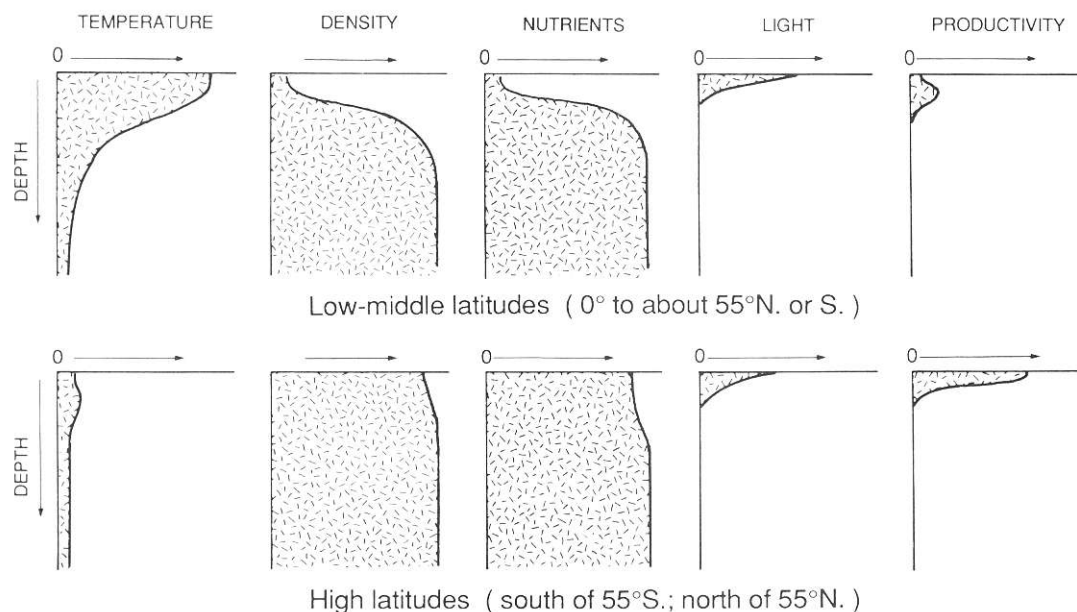 TEMPERATURE DENSITY NUTRIENTS LIGHT PRODUCTIVITY
0 0 0 0
DEPTH
Low-middle latitudes ( 0° to about 55°N. or S. )
0 0 0 0
DEPTH
High latitudes ( south of 55°S.; north of 55°N. )